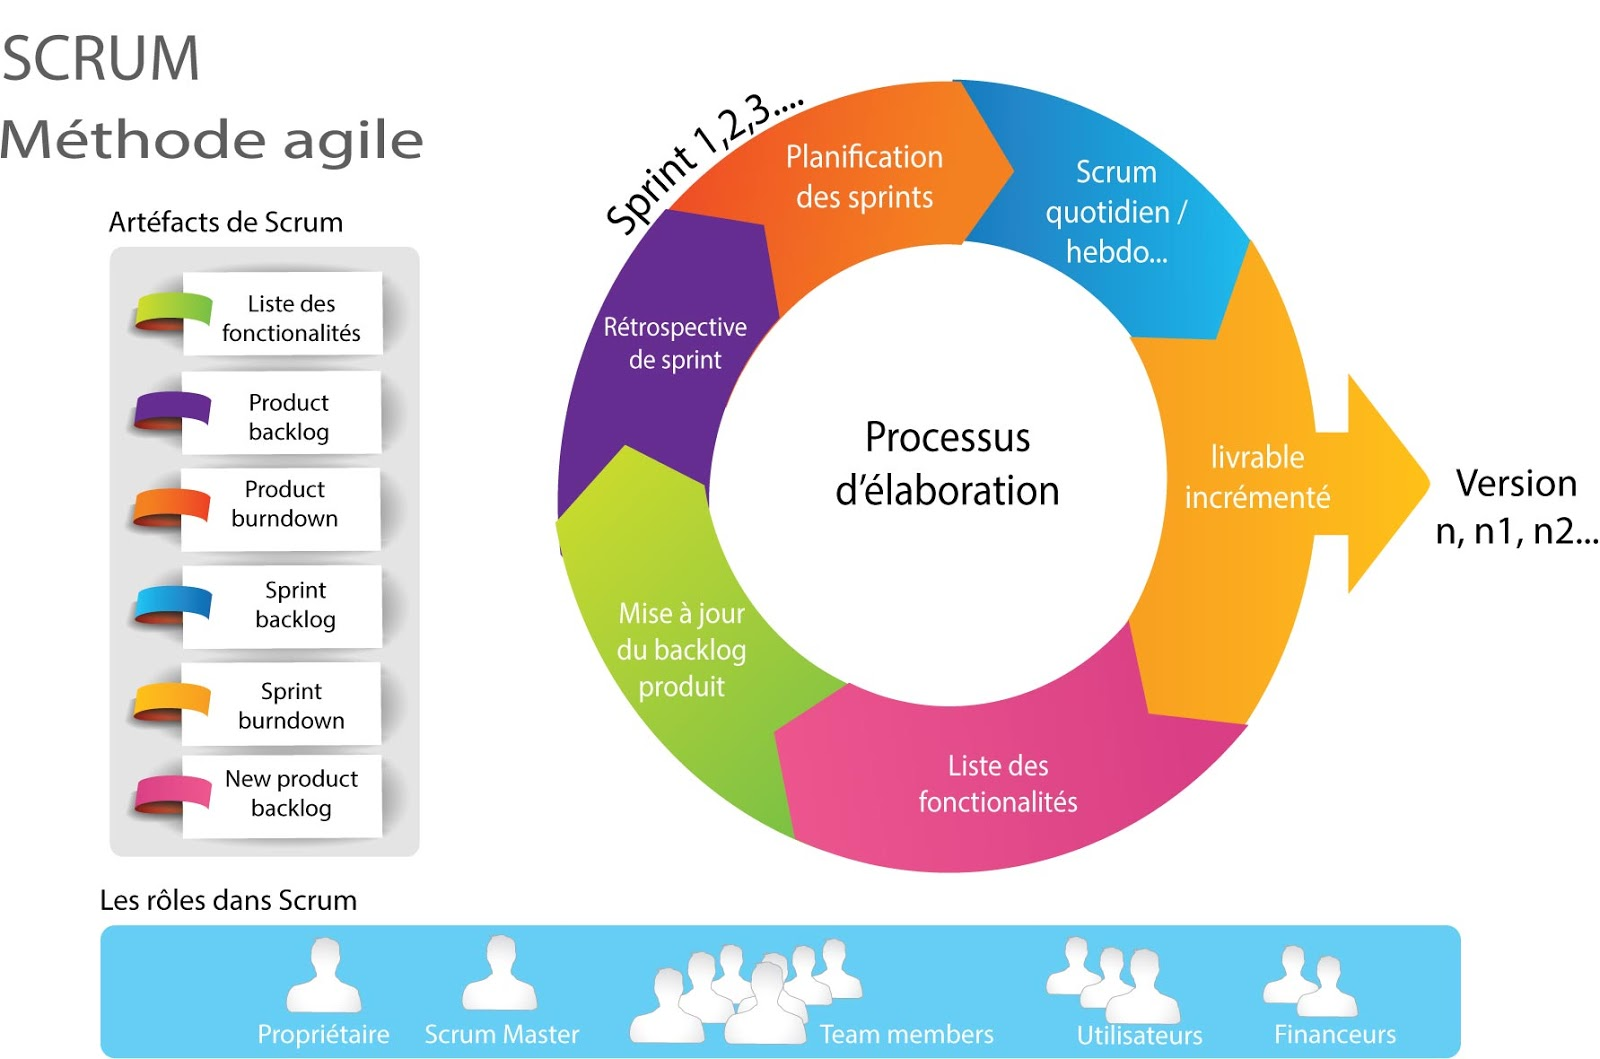 SCRUM
Méthode agile
Artéfacts de Scrum
Liste des
fonctionalités
Product
backlog
Product
burndown
Sprint
backlog
Sprint
burndown
New product
backlog
Sprint 1,2,3....
Planification
des sprints
Scrum
quotidien /
hebdo...
livrable
incrémenté
Version
n, n1, n2...
Liste des
fonctionalités
Mise à jour
du backlog
produit
Rétrospective
de sprint
Processus
d'élaboration
Les rôles dans Scrum
Propriétaire
Scrum Master
Team members
Utilisateurs
Financeurs